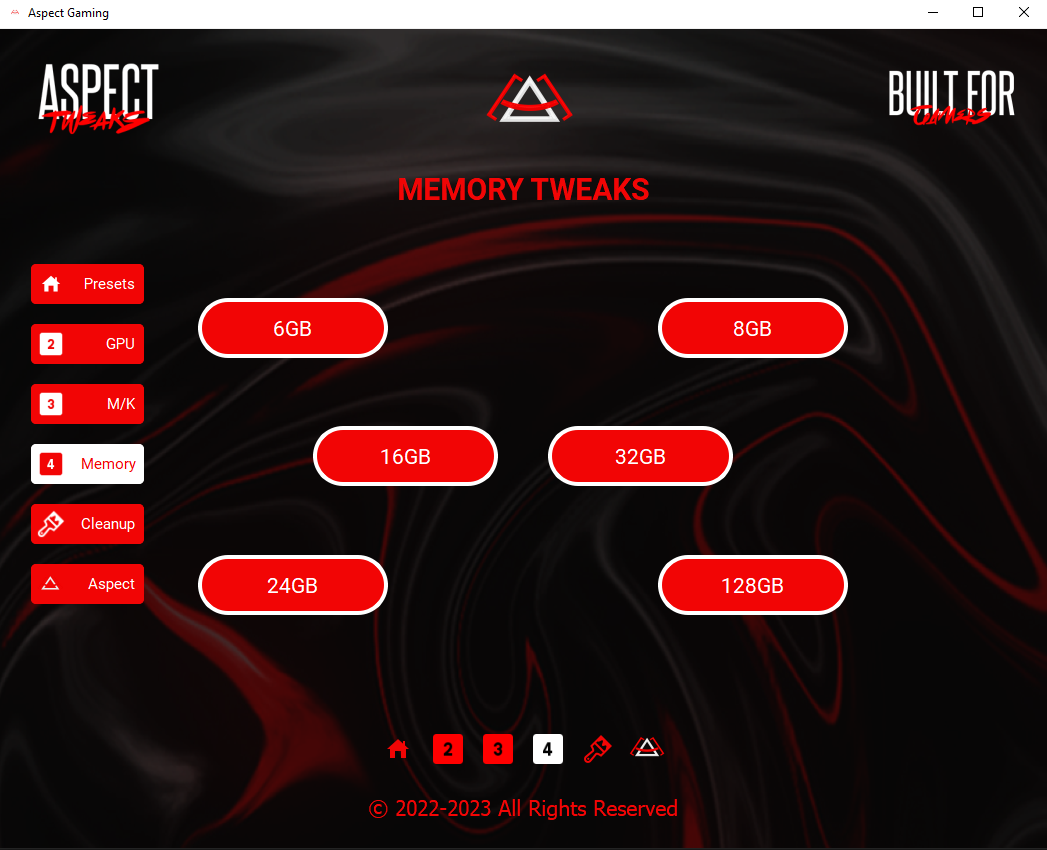 Aspect Gaming
ASPECT
TWEAKS
BUILT FOR
GAMERS
MEMORY TWEAKS
Presets
2 GPU
3 M/K
4 Memory
Cleanup
Aspect
6GB
8GB
16GB
32GB
24GB
128GB
2 3 4
© 2022-2023 All Rights Reserved